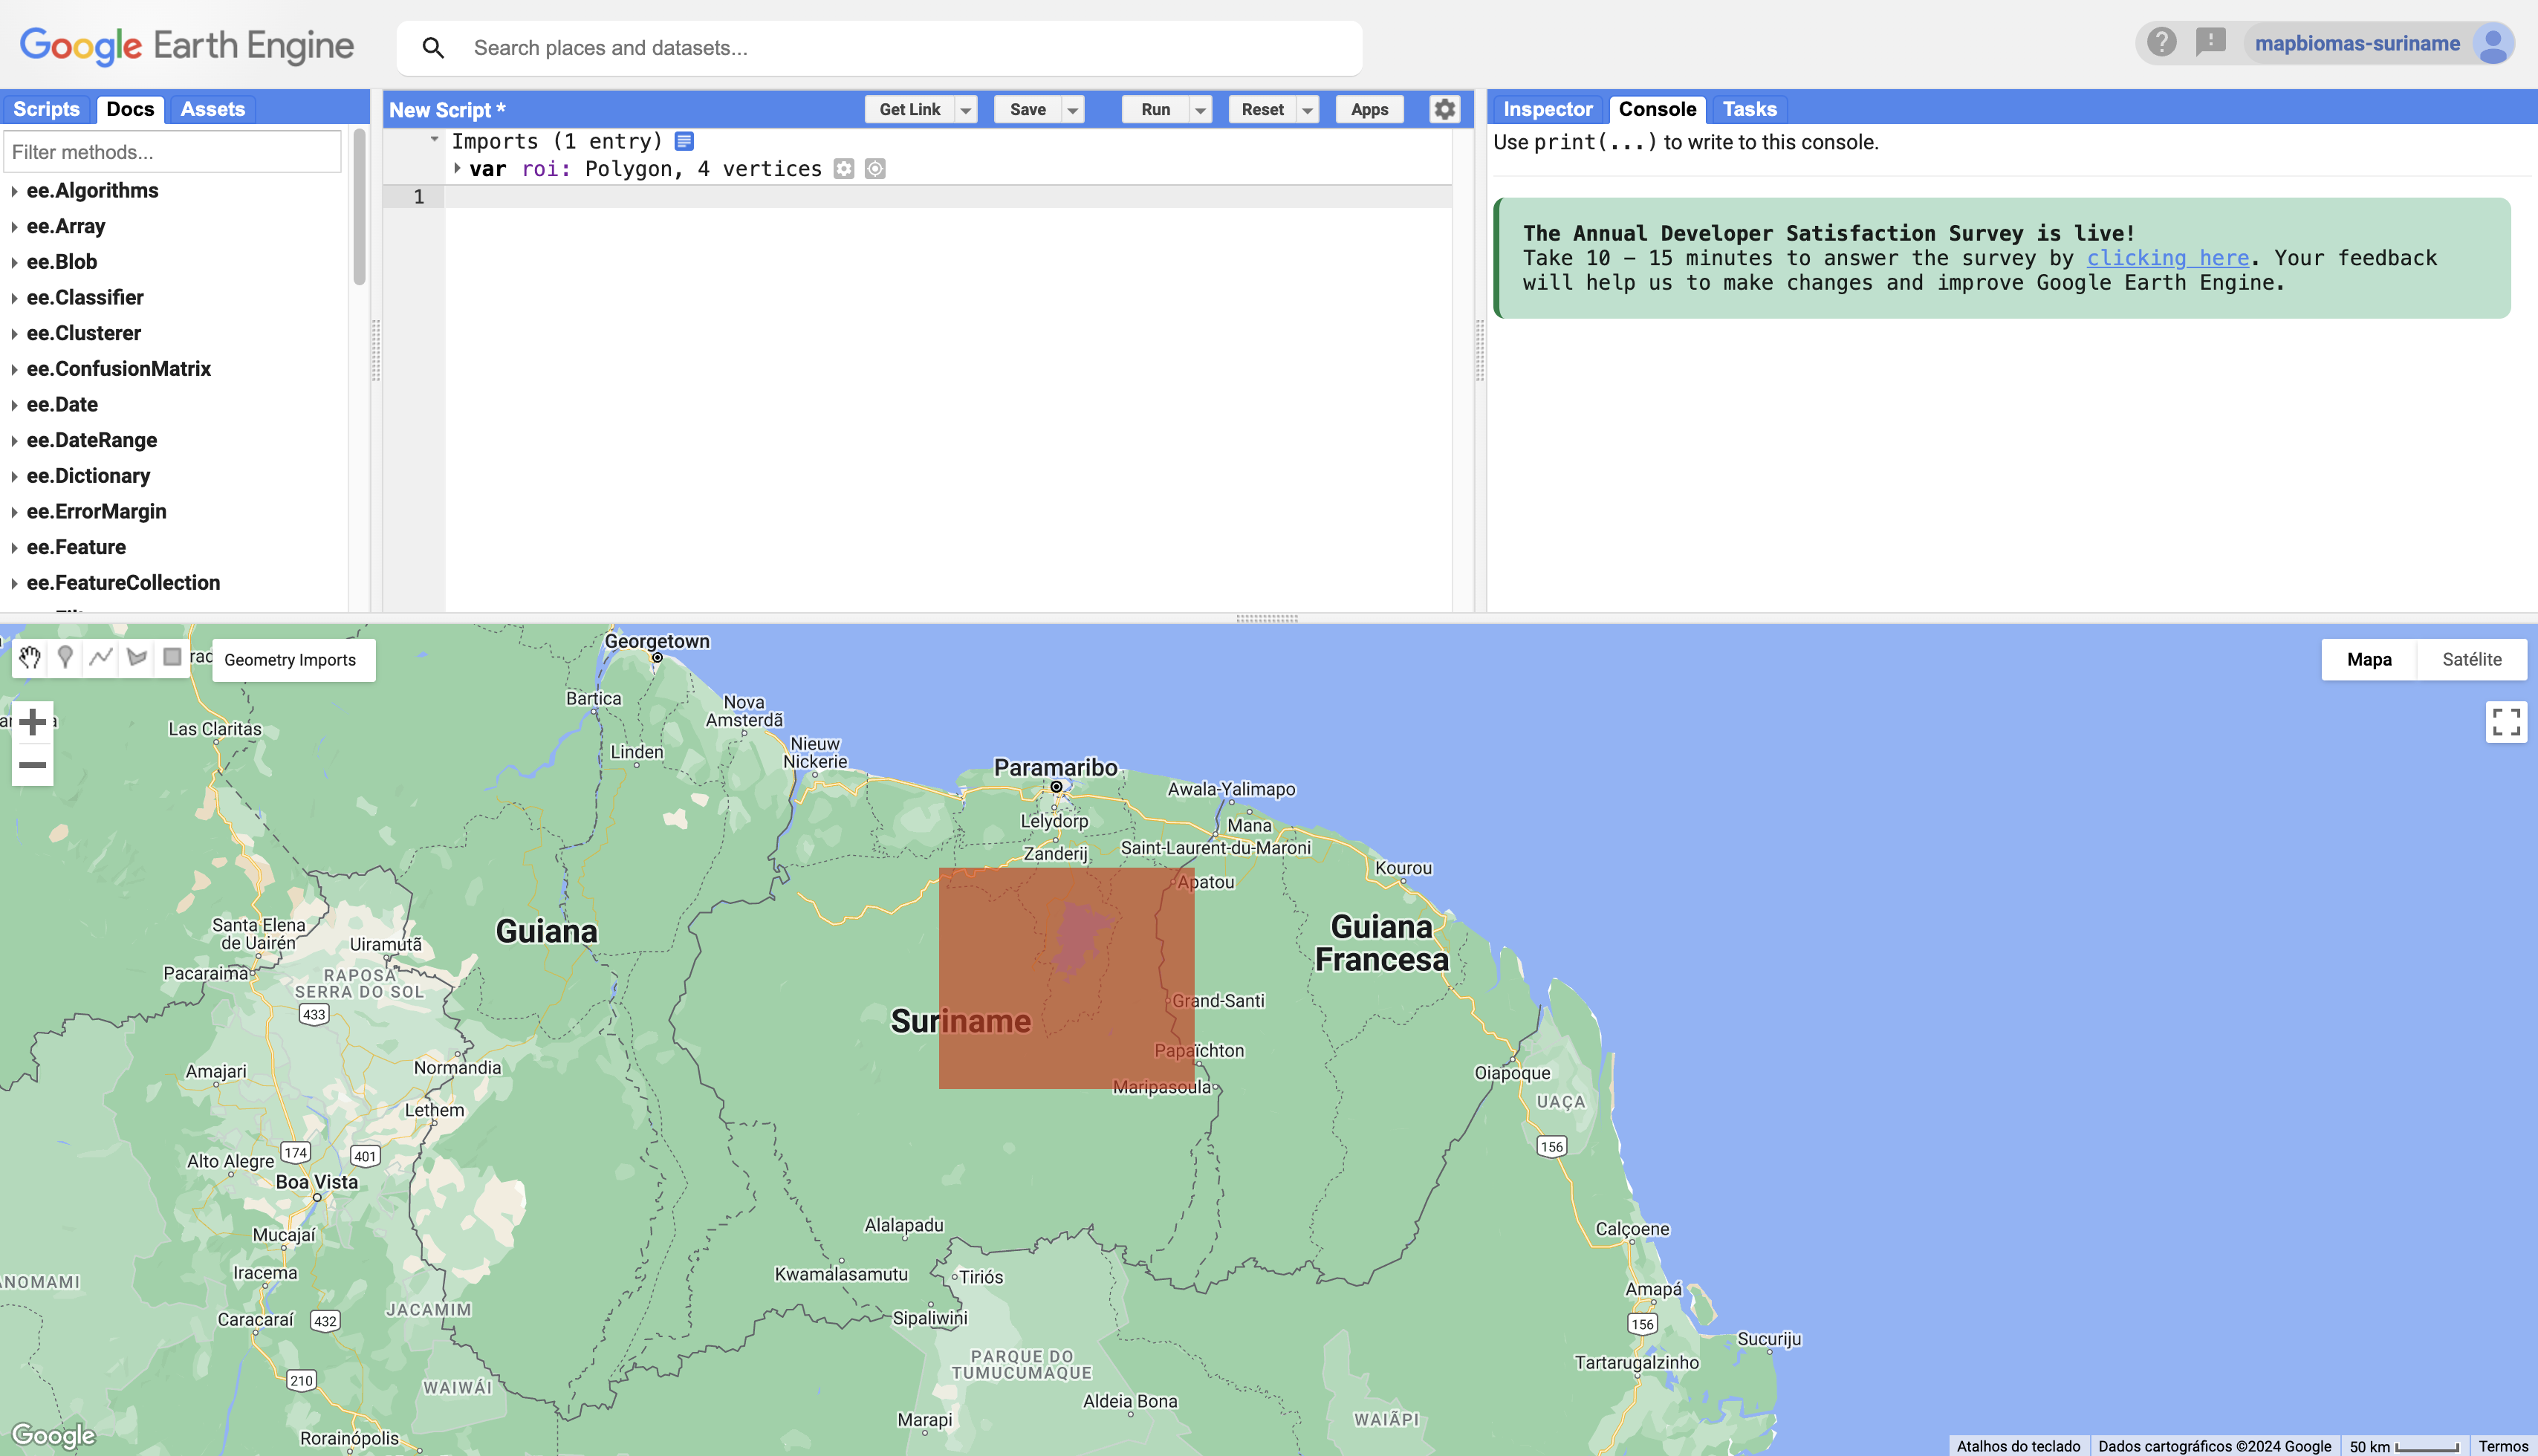 Google Earth Engine
Search places and datasets...
mapbiomas-suriname
Scripts
Docs
Assets
Filter methods...
ee.Algorithms
ee.Array
ee.Blob
ee.Classifier
ee.Clusterer
ee.ConfusionMatrix
ee.Date
ee.DateRange
ee.Dictionary
ee.ErrorMargin
ee.Feature
ee.FeatureCollection
New Script *
Get Link
Save
Run
Reset
Apps
Imports (1 entry)
var roi: Polygon, 4 vertices
1
Inspector
Console
Tasks
Use print(...) to write to this console.
The Annual Developer Satisfaction Survey is live!
Take 10 – 15 minutes to answer the survey by clicking here. Your feedback
will help us to make changes and improve Google Earth Engine.
Geometry Imports
Mapa
Satélite
Georgetown
Bartica
Nova
Amsterdã
Las Claritas
Linden
Nieuw
Nickerie
Paramaribo
Awala-Yalimapo
Lelydorp
Mana
Zanderij
Saint-Laurent-du-Maroni
Kourou
Apatou
Guiana
Guiana
Francesa
Santa Elena
de Uairén
Uiramutã
Pacaraima
RAPOSA
SERRA DO SOL
433
Grand-Santi
Suriname
Papaïchton
Maripasoula
Normandia
Amajari
Oiapoque
UAÇA
Lethem
156
174
401
Alto Alegre
Boa Vista
Mucajaí
Alalapadu
Calçoene
Iracema
Kwamalasamutu
Tiriós
Amapá
JACAMIM
Caracaraí
432
Sipaliwini
156
Sucuriju
PARQUE DO
TUMUCUMAQUE
Tartarugalzinho
210
WAIWÁI
Aldeia Bona
Marapi
WAIÃPI
Rorainópolis
Google
Atalhos do teclado
Dados cartográficos ©2024 Google
50 km
Termos